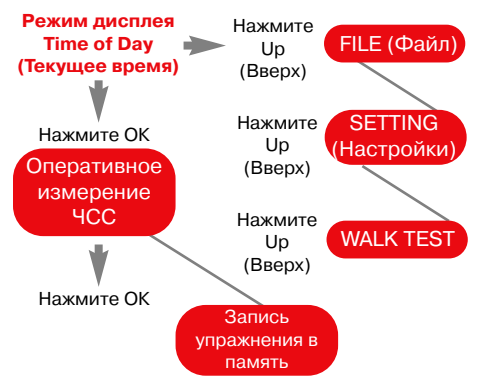 Режим дисплея
Time of Day
(Текущее время)
Нажмите
Up
(Вверх)
FILE (Файл)
Нажмите ОК
Оперативное
измерение
ЧСС
Нажмите
Up
(Вверх)
SETTING
(Настройки)
Нажмите
Up
(Вверх)
WALK TEST
Нажмите ОК
Запись
упражнения в
память